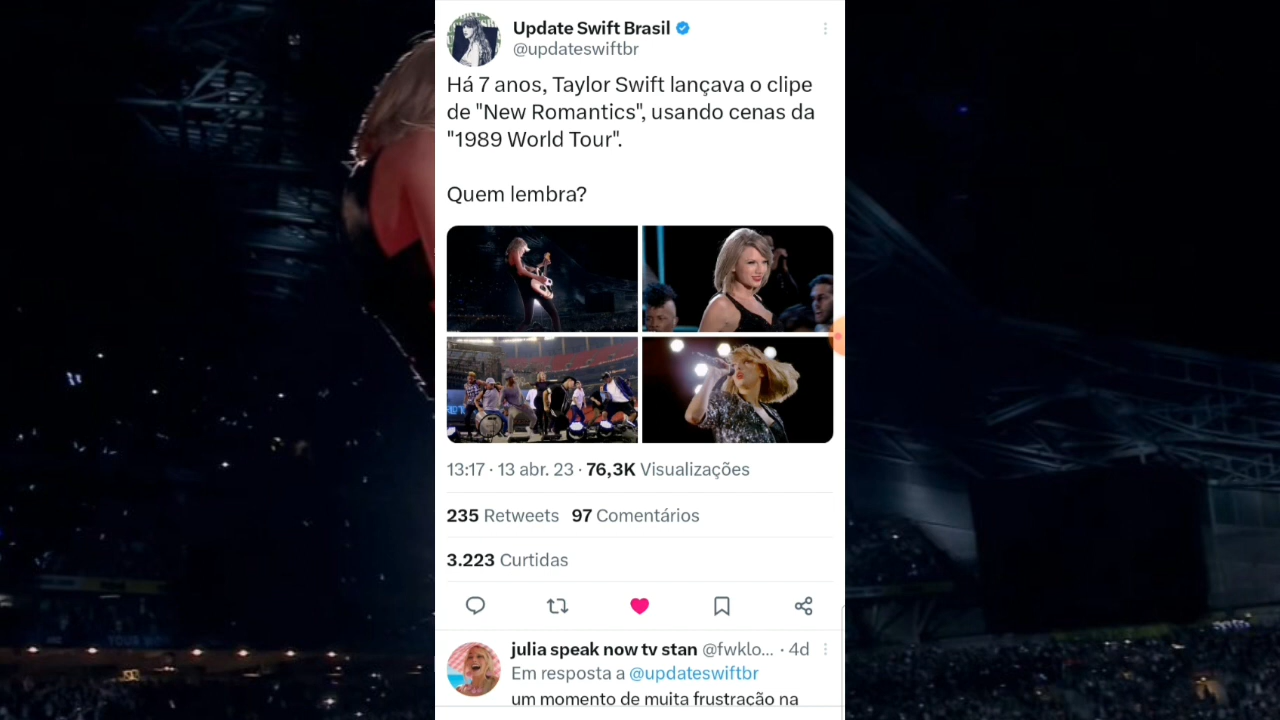 Update Swift Brasil
@updateswiftbr
Há 7 anos, Taylor Swift lançava o clipe
de "New Romantics", usando cenas da
"1989 World Tour".
Quem lembra?
13:17 · 13 abr. 23 · 76,3K Visualizações
235 Retweets 97 Comentários
3.223 Curtidas
julia speak now tv stan @fwklo... · 4d
Em resposta a @updateswiftbr
um momento de muita frustração na